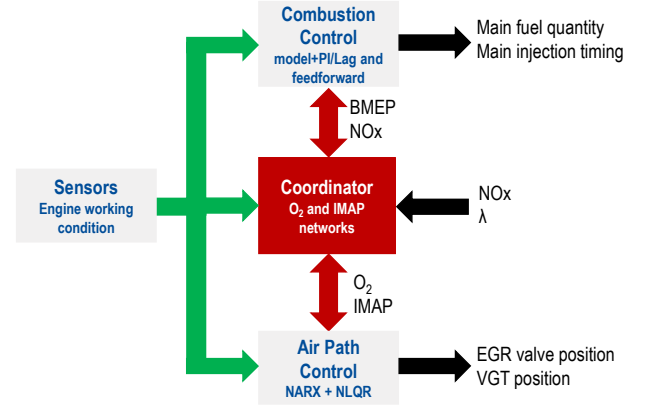 Combustion
Control
model+PI/Lag and
feedforward
Main fuel quantity
Main injection timing
BMEP
NOx
Sensors
Engine working
condition
Coordinator
O₂ and IMAP
networks
NOx
λ
O₂
IMAP
Air Path
Control
NARX + NLQR
EGR valve position
VGT position